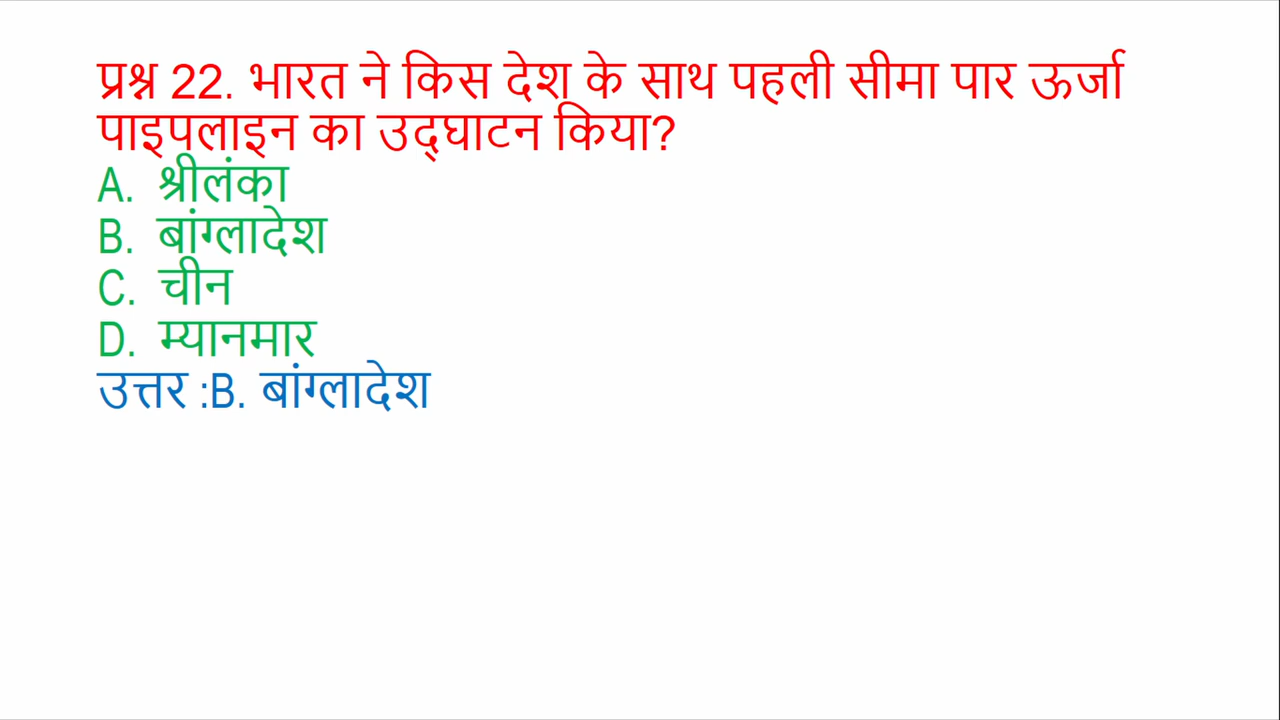 प्रश्न 22. भारत ने किस देश के साथ पहली सीमा पार ऊर्जा
पाइपलाइन का उद्घाटन किया?
A. श्रीलंका
B. बांग्लादेश
C. चीन
D. म्यानमार
उत्तर :B. बांग्लादेश